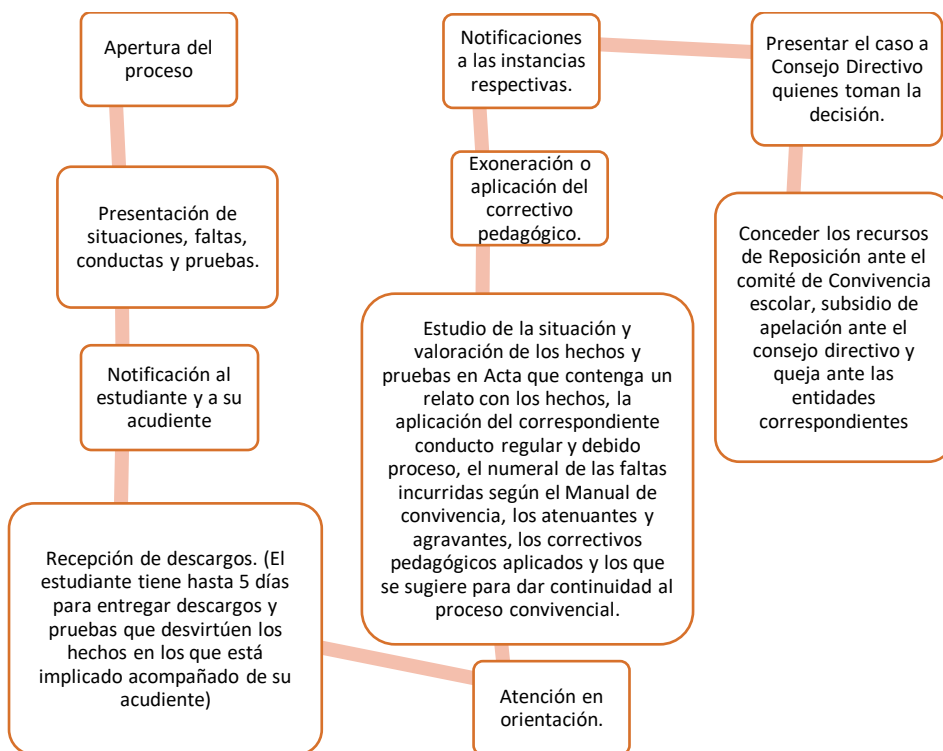 Apertura del
proceso
Presentación de
situaciones, faltas,
conductas y pruebas.
Notificación al
estudiante y a su
acudiente
Recepción de descargos. (El
estudiante tiene hasta 5 días
para entregar descargos y
pruebas que desvirtúen los
hechos en los que está
implicado acompañado de su
acudiente)
Atención en
orientación.
Estudio de la situación y
valoración de los hechos y
pruebas en Acta que contenga un
relato con los hechos, la
aplicación del correspondiente
conducto regular y debido
proceso, el numeral de las faltas
incurridas según el Manual de
convivencia, los atenuantes y
agravantes, los correctivos
pedagógicos aplicados y los que
se sugiere para dar continuidad al
proceso convivencial.
Exoneración o
aplicación del
correctivo
pedagógico.
Notificaciones
a las instancias
respectivas.
Presentar el caso a
Consejo Directivo
quienes toman la
decisión.
Conceder los recursos
de Reposición ante el
comité de Convivencia
escolar, subsidio de
apelación ante el
consejo directivo y
queja ante las
entidades
correspondientes